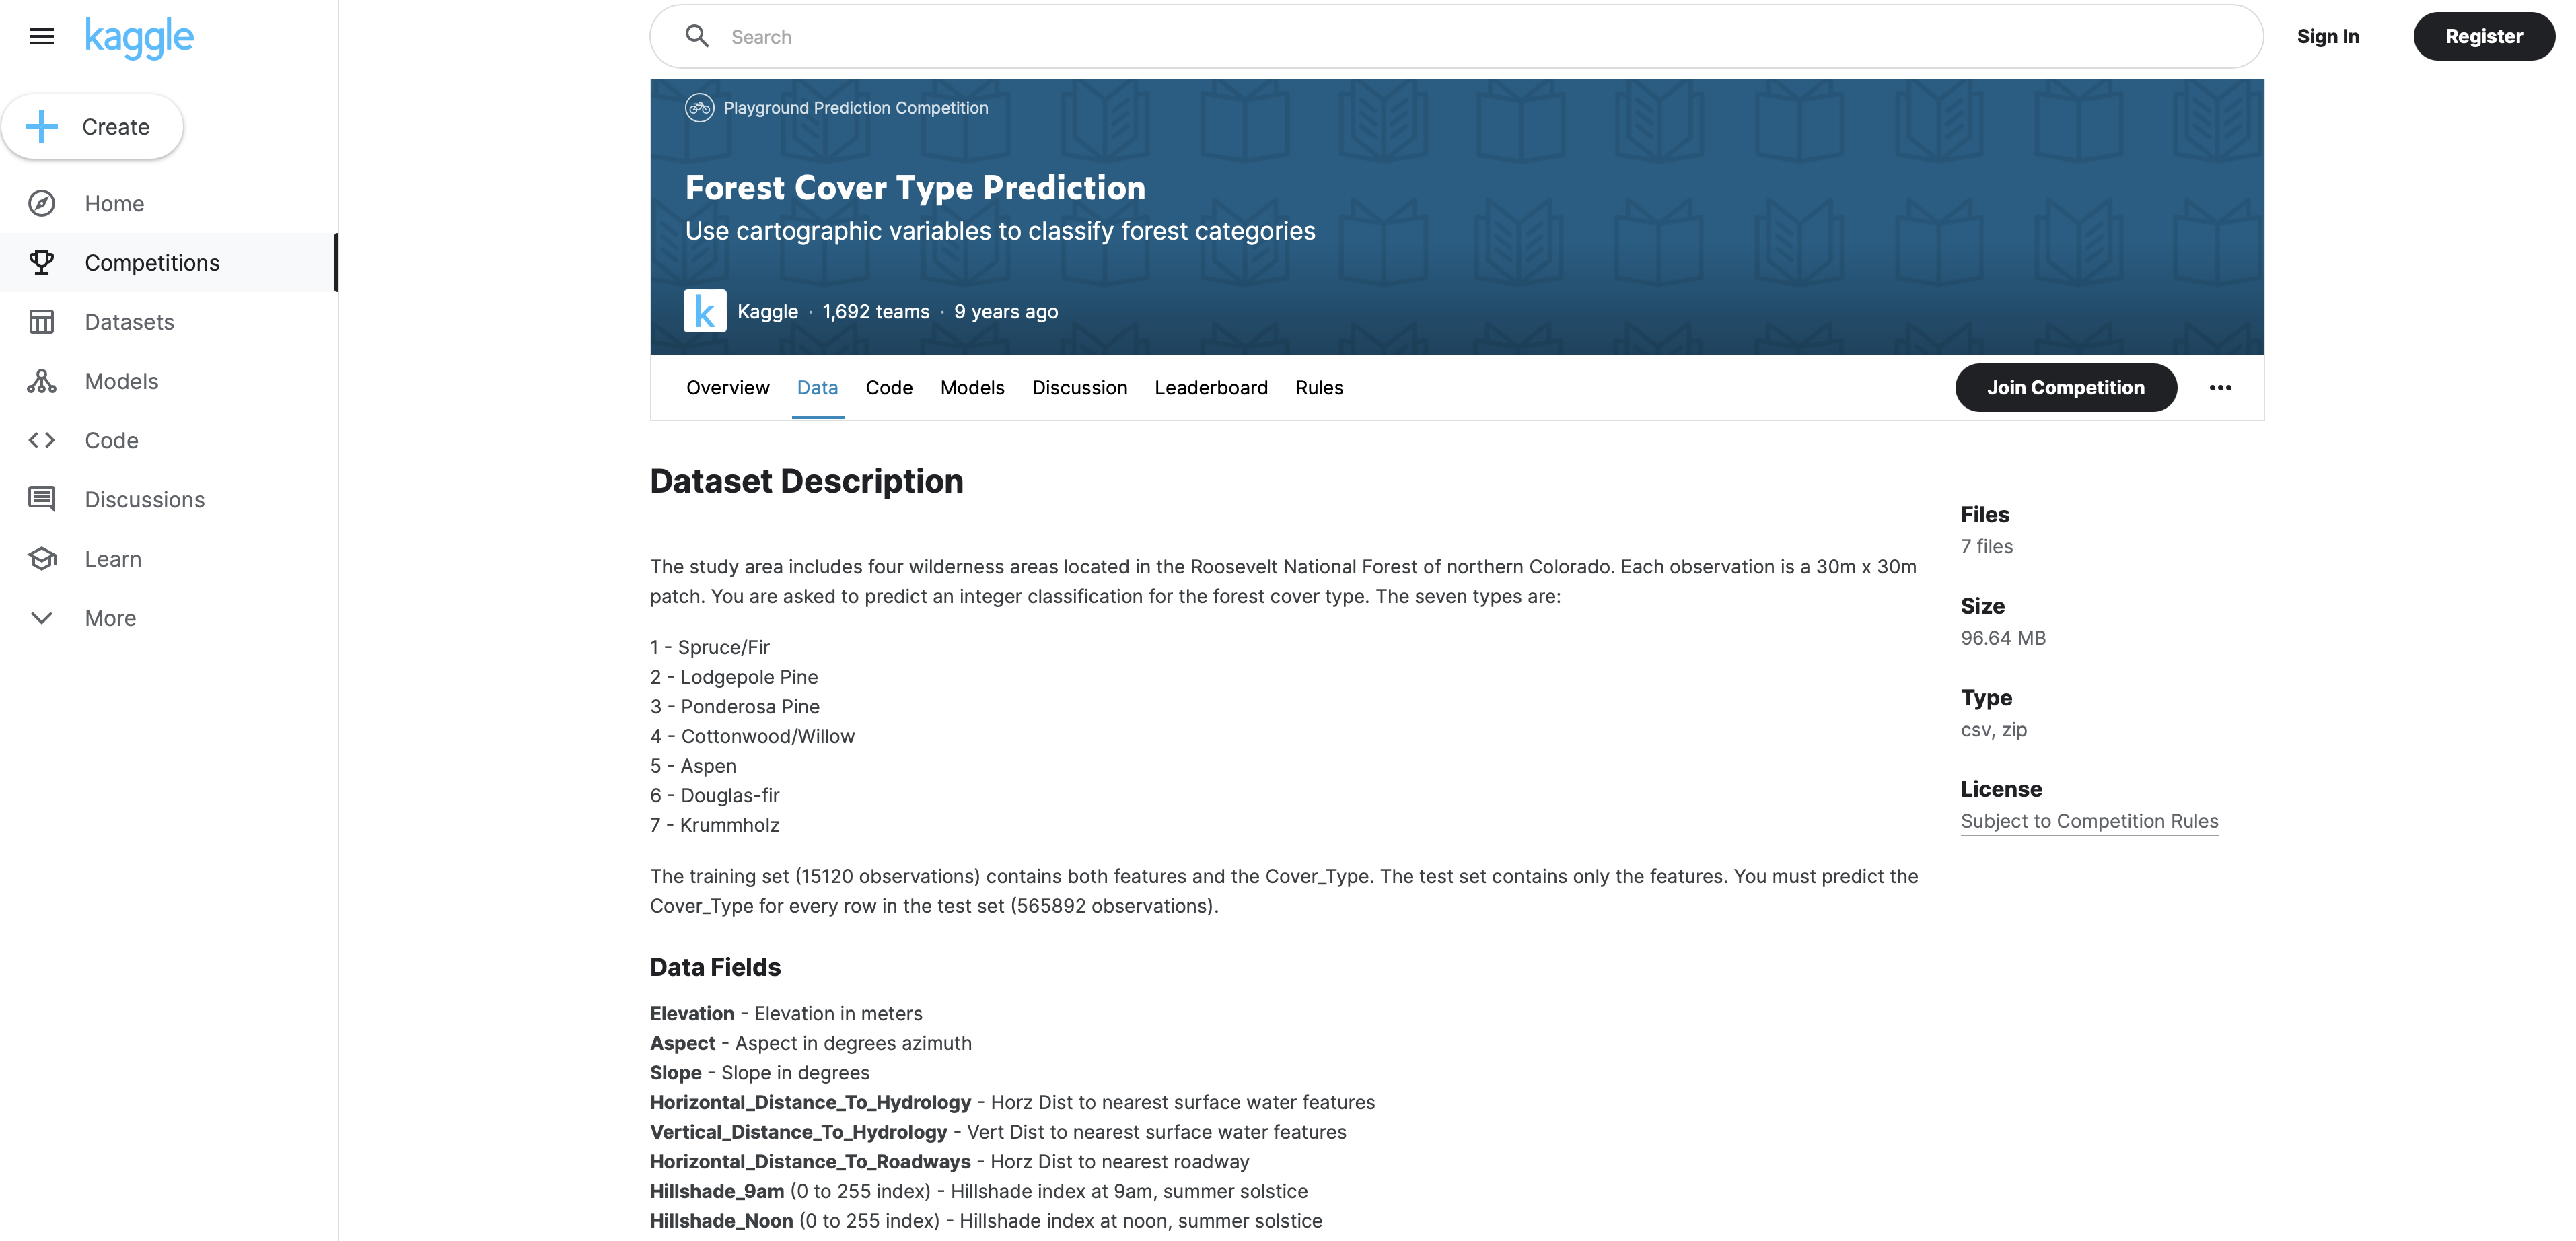 kaggle
Search
Sign In
Register
Create
Home
Competitions
Datasets
Models
Code
Discussions
Learn
More
Playground Prediction Competition
Forest Cover Type Prediction
Use cartographic variables to classify forest categories
k
Kaggle · 1,692 teams · 9 years ago
Overview Data Code Models Discussion Leaderboard Rules
Join Competition
Dataset Description
The study area includes four wilderness areas located in the Roosevelt National Forest of northern Colorado. Each observation is a 30m x 30m
patch. You are asked to predict an integer classification for the forest cover type. The seven types are:
1 - Spruce/Fir
2 - Lodgepole Pine
3 - Ponderosa Pine
4 - Cottonwood/Willow
5 - Aspen
6 - Douglas-fir
7 - Krummholz
The training set (15120 observations) contains both features and the Cover_Type. The test set contains only the features. You must predict the
Cover_Type for every row in the test set (565892 observations).
Data Fields
Elevation - Elevation in meters
Aspect - Aspect in degrees azimuth
Slope - Slope in degrees
Horizontal_Distance_To_Hydrology - Horz Dist to nearest surface water features
Vertical_Distance_To_Hydrology - Vert Dist to nearest surface water features
Horizontal_Distance_To_Roadways - Horz Dist to nearest roadway
Hillshade_9am (0 to 255 index) - Hillshade index at 9am, summer solstice
Hillshade_Noon (0 to 255 index) - Hillshade index at noon, summer solstice
Files
7 files
Size
96.64 MB
Type
csv, zip
License
Subject to Competition Rules